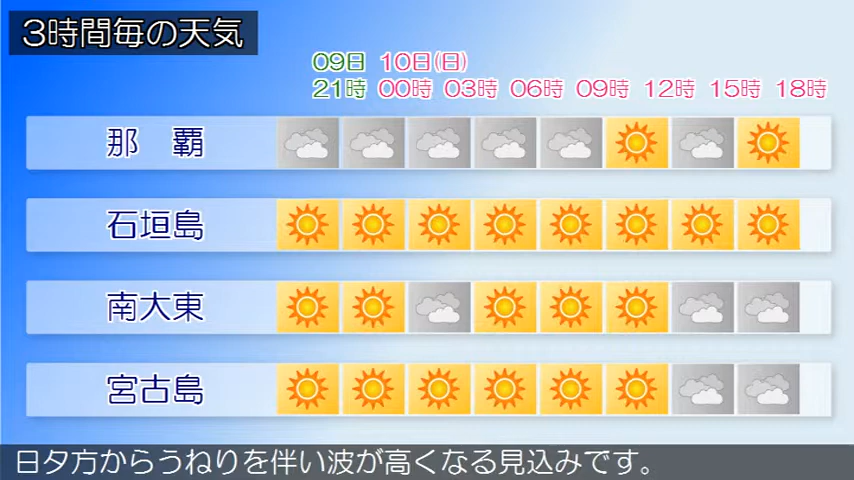 3時間毎の天気
09日 10日(日)
21時 00時 03時 06時 09時 12時 15時 18時
那 覇
石垣島
南大東
宮古島
日夕方からうねりを伴い波が高くなる見込みです。